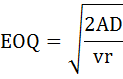 EOQ = √(2AD/vr)